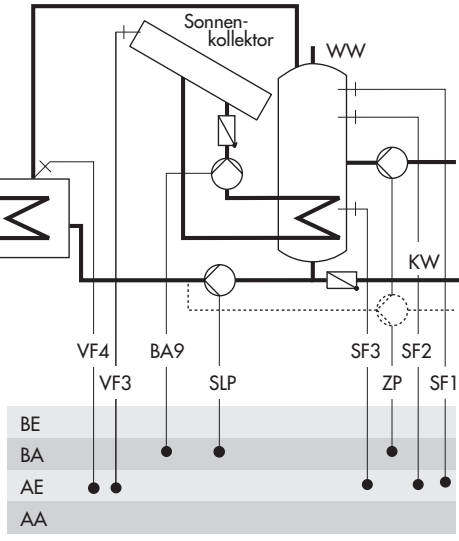 Sonnen-
kollektor
WW
KW
VF4 BA9 SF3 SF2
VF3 SLP ZP SF1
BE
BA
AE
AA